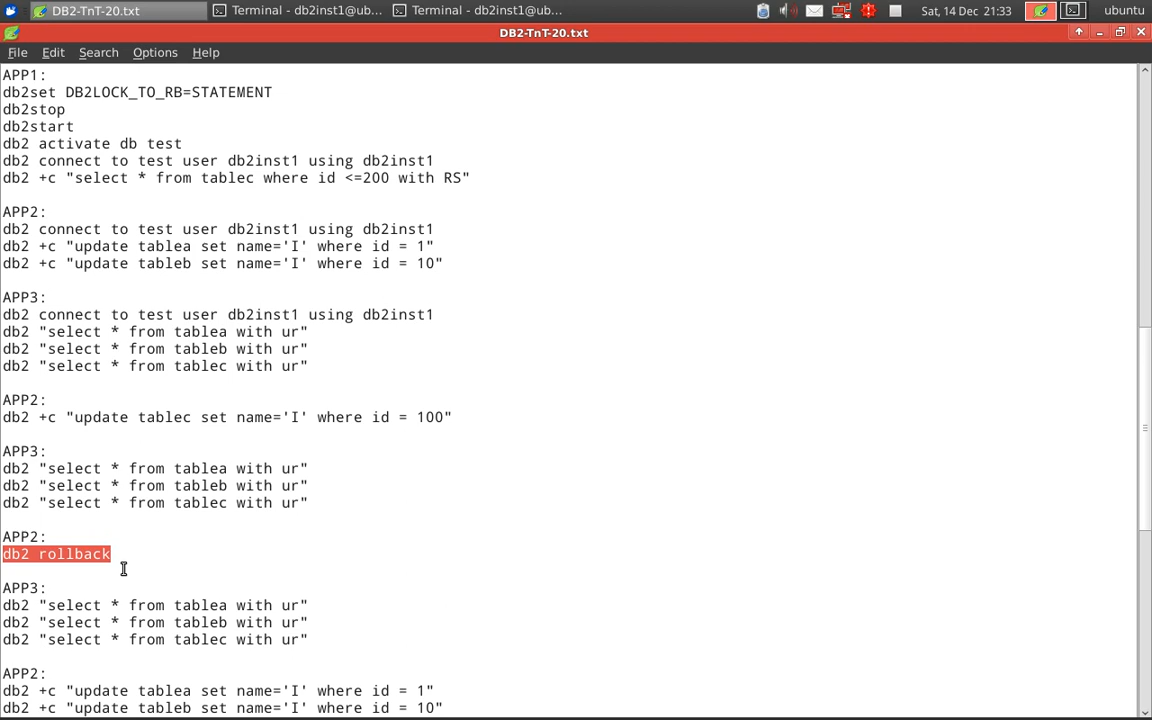 DB2-TnT-20.txt
Terminal - db2inst1@ub...
Terminal - db2inst1@ub...
Sat, 14 Dec 21:33
ubuntu
DB2-TnT-20.txt
File Edit Search Options Help
APP1:
db2set DB2LOCK_TO_RB=STATEMENT
db2stop
db2start
db2 activate db test
db2 connect to test user db2inst1 using db2inst1
db2 +c "select * from tablec where id <=200 with RS"
APP2:
db2 connect to test user db2inst1 using db2inst1
db2 +c "update tablea set name='I' where id = 1"
db2 +c "update tableb set name='I' where id = 10"
APP3:
db2 connect to test user db2inst1 using db2inst1
db2 "select * from tablea with ur"
db2 "select * from tableb with ur"
db2 "select * from tablec with ur"
APP2:
db2 +c "update tablec set name='I' where id = 100"
APP3:
db2 "select * from tablea with ur"
db2 "select * from tableb with ur"
db2 "select * from tablec with ur"
APP2:
db2 rollback
APP3:
db2 "select * from tablea with ur"
db2 "select * from tableb with ur"
db2 "select * from tablec with ur"
APP2:
db2 +c "update tablea set name='I' where id = 1"
db2 +c "update tableb set name='I' where id = 10"